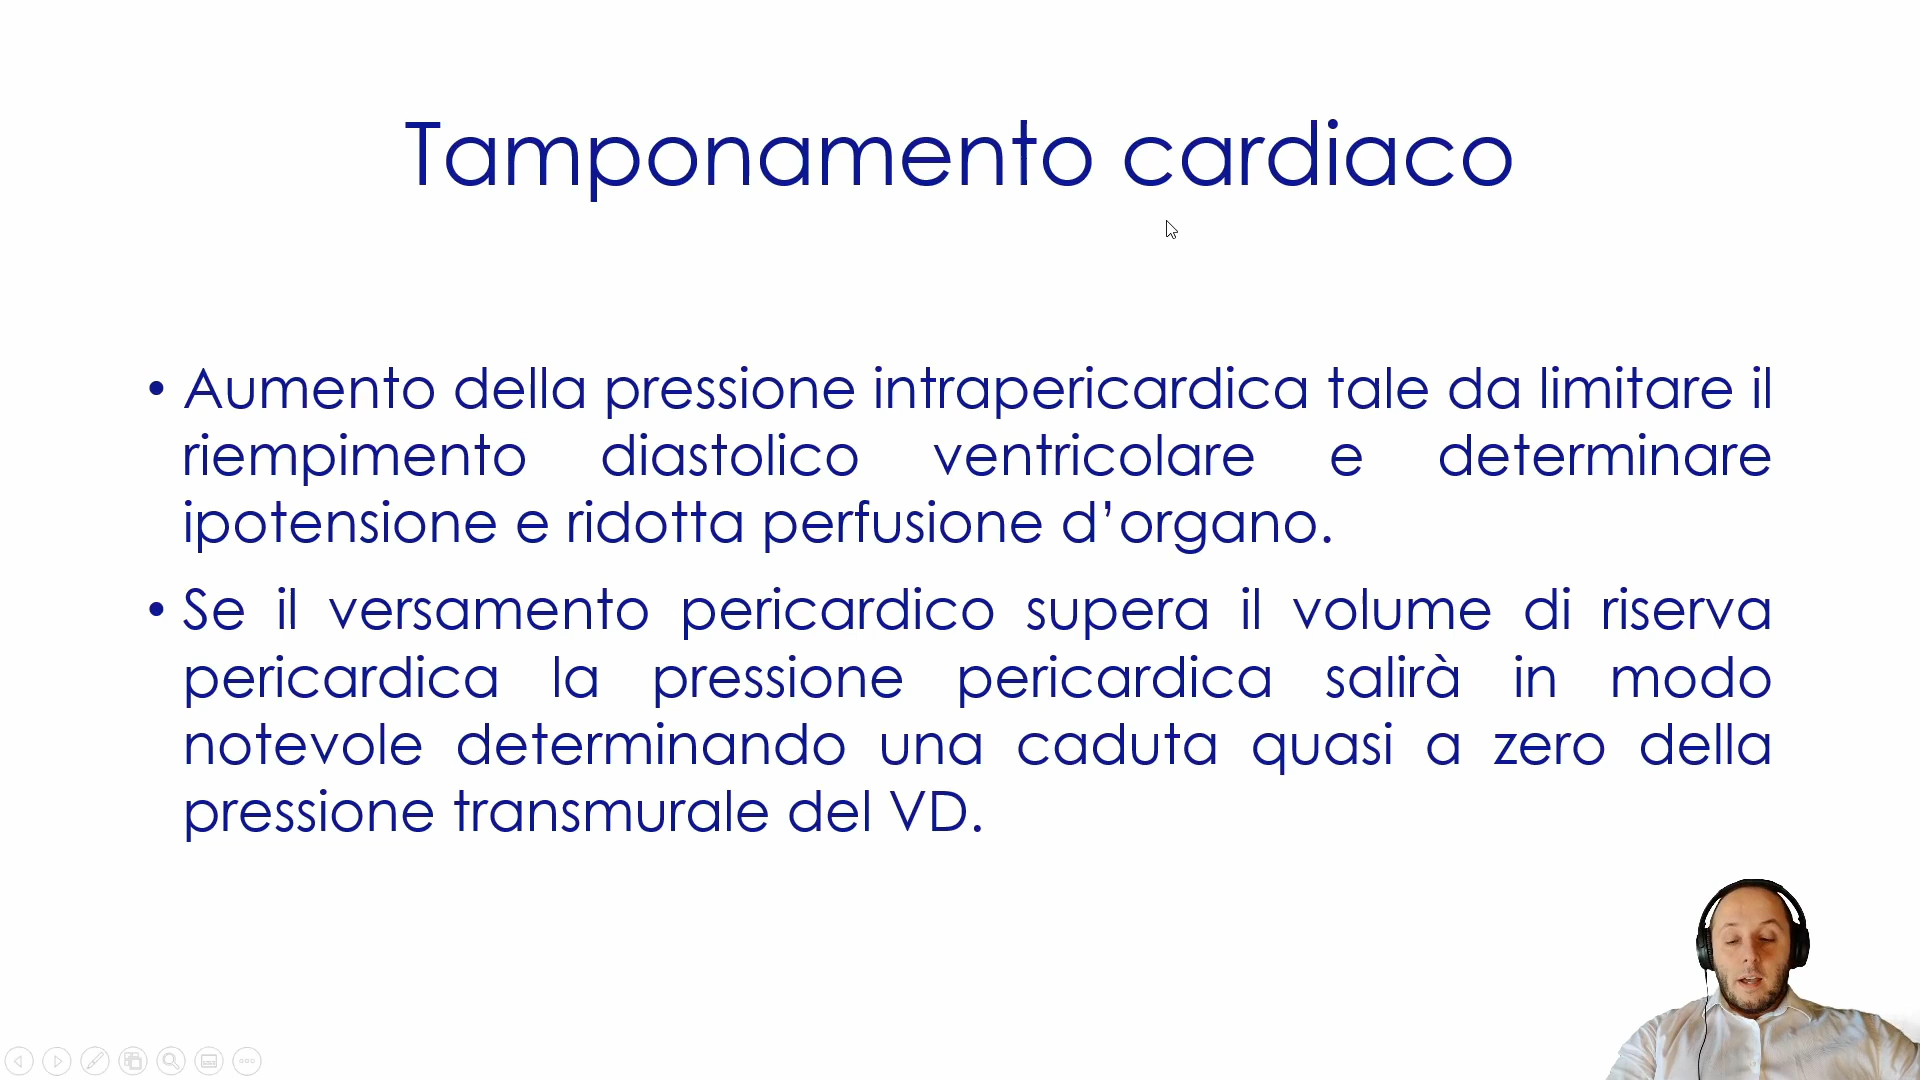 Tamponamento cardiaco
• Aumento della pressione intrapericardica tale da limitare il
riempimento diastolico ventricolare e determinare
ipotensione e ridotta perfusione d’organo.
• Se il versamento pericardico supera il volume di riserva
pericardica la pressione pericardica salirà in modo
notevole determinando una caduta quasi a zero della
pressione transmurale del VD.